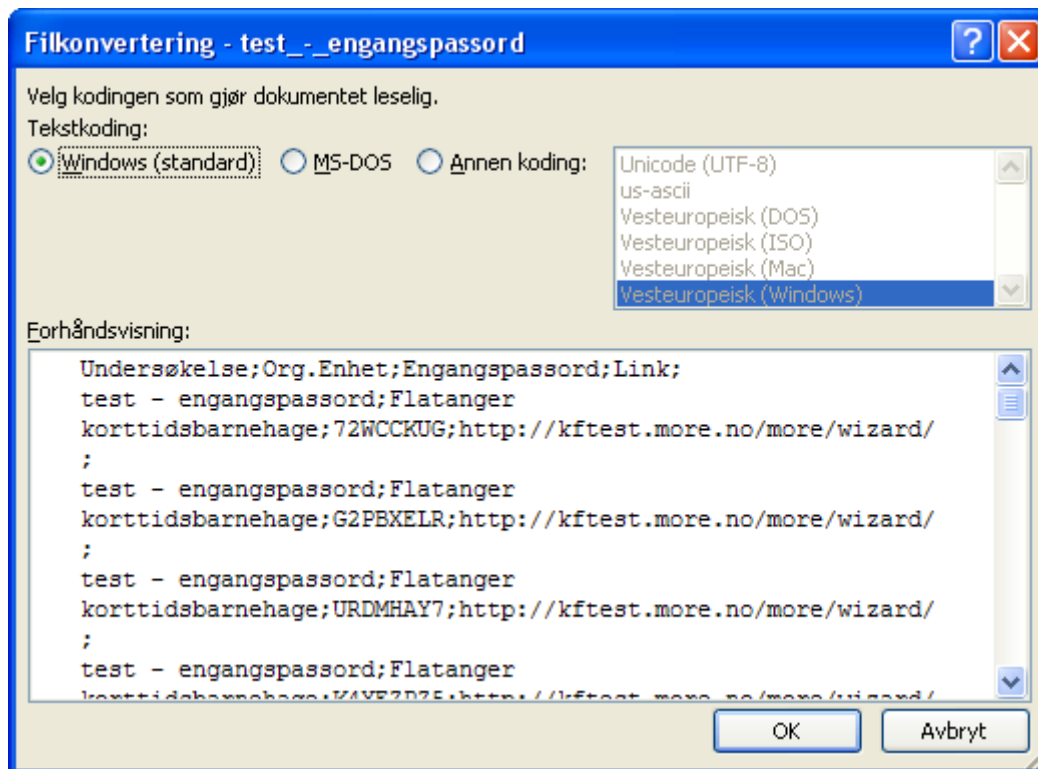 Filkonvertering - test_-_engangspassord
Velg kodingen som gjør dokumentet leselig.
Tekstkoding:
Windows (standard) MS-DOS Annen koding:
Unicode (UTF-8)
us-ascii
Vesteuropeisk (DOS)
Vesteuropeisk (ISO)
Vesteuropeisk (Mac)
Vesteuropeisk (Windows)
Forhåndsvisning:
Undersøkelse;Org.Enhet;Engangspassord;Link;
test - engangspassord;Flatanger
korttidsbarnehage;72WCCKUG;http://kftest.more.no/more/wizard/
;
test - engangspassord;Flatanger
korttidsbarnehage;G2PBXELR;http://kftest.more.no/more/wizard/
;
test - engangspassord;Flatanger
korttidsbarnehage;URDMHAY7;http://kftest.more.no/more/wizard/
;
test - engangspassord;Flatanger
OK Avbryt